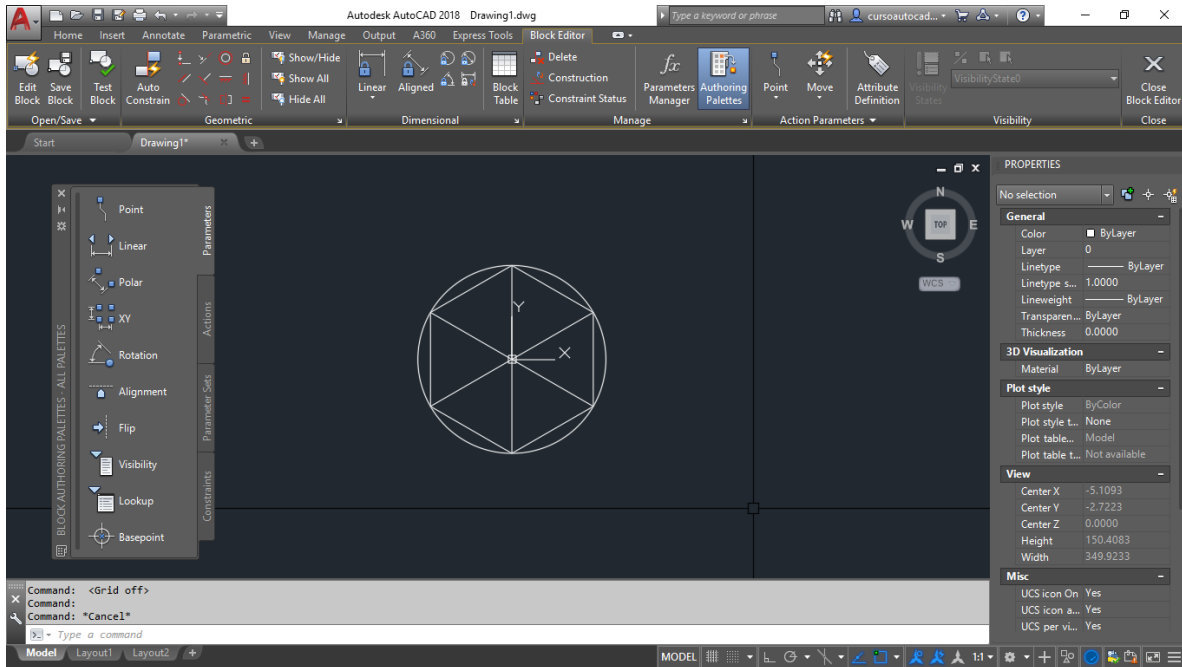 Autodesk AutoCAD 2018 Drawing1.dwg
Type a keyword or phrase
cursoautocad...
Home Insert Annotate Parametric View Manage Output A360 Express Tools Block Editor
Edit Block
Save Block
Test Block
Auto Constrain
Show/Hide
Show All
Hide All
Linear
Aligned
Block Table
Delete
Construction
Constraint Status
Parameters Manager
Authoring Palettes
Point
Move
Attribute Definition
Visibility States
VisibilityState0
Close Block Editor
Open/Save Geometric Dimensional Manage Action Parameters Visibility Close
Start Drawing1* +
BLOCK AUTHORING PALETTES - ALL PALETTES
Point
Linear
Polar
XY
Rotation
Alignment
Flip
Visibility
Lookup
Basepoint
Parameters
Actions
Parameter Sets
Constraints
Y
X
N
W TOP E
S
WCS
PROPERTIES
No selection
General
Color ByLayer
Layer 0
Linetype ByLayer
Linetype s... 1.0000
Lineweight ByLayer
Transparen... ByLayer
Thickness 0.0000
3D Visualization
Material ByLayer
Plot style
Plot style ByColor
Plot style t... None
Plot table... Model
Plot table t... Not available
View
Center X -5.1093
Center Y -2.7223
Center Z 0.0000
Height 150.4083
Width 349.9233
Misc
UCS icon On Yes
UCS icon a... Yes
UCS per vi... Yes
Command: <Grid off>
Command:
Command: *Cancel*
Type a command
Model Layout1 Layout2 +
MODEL 1:1